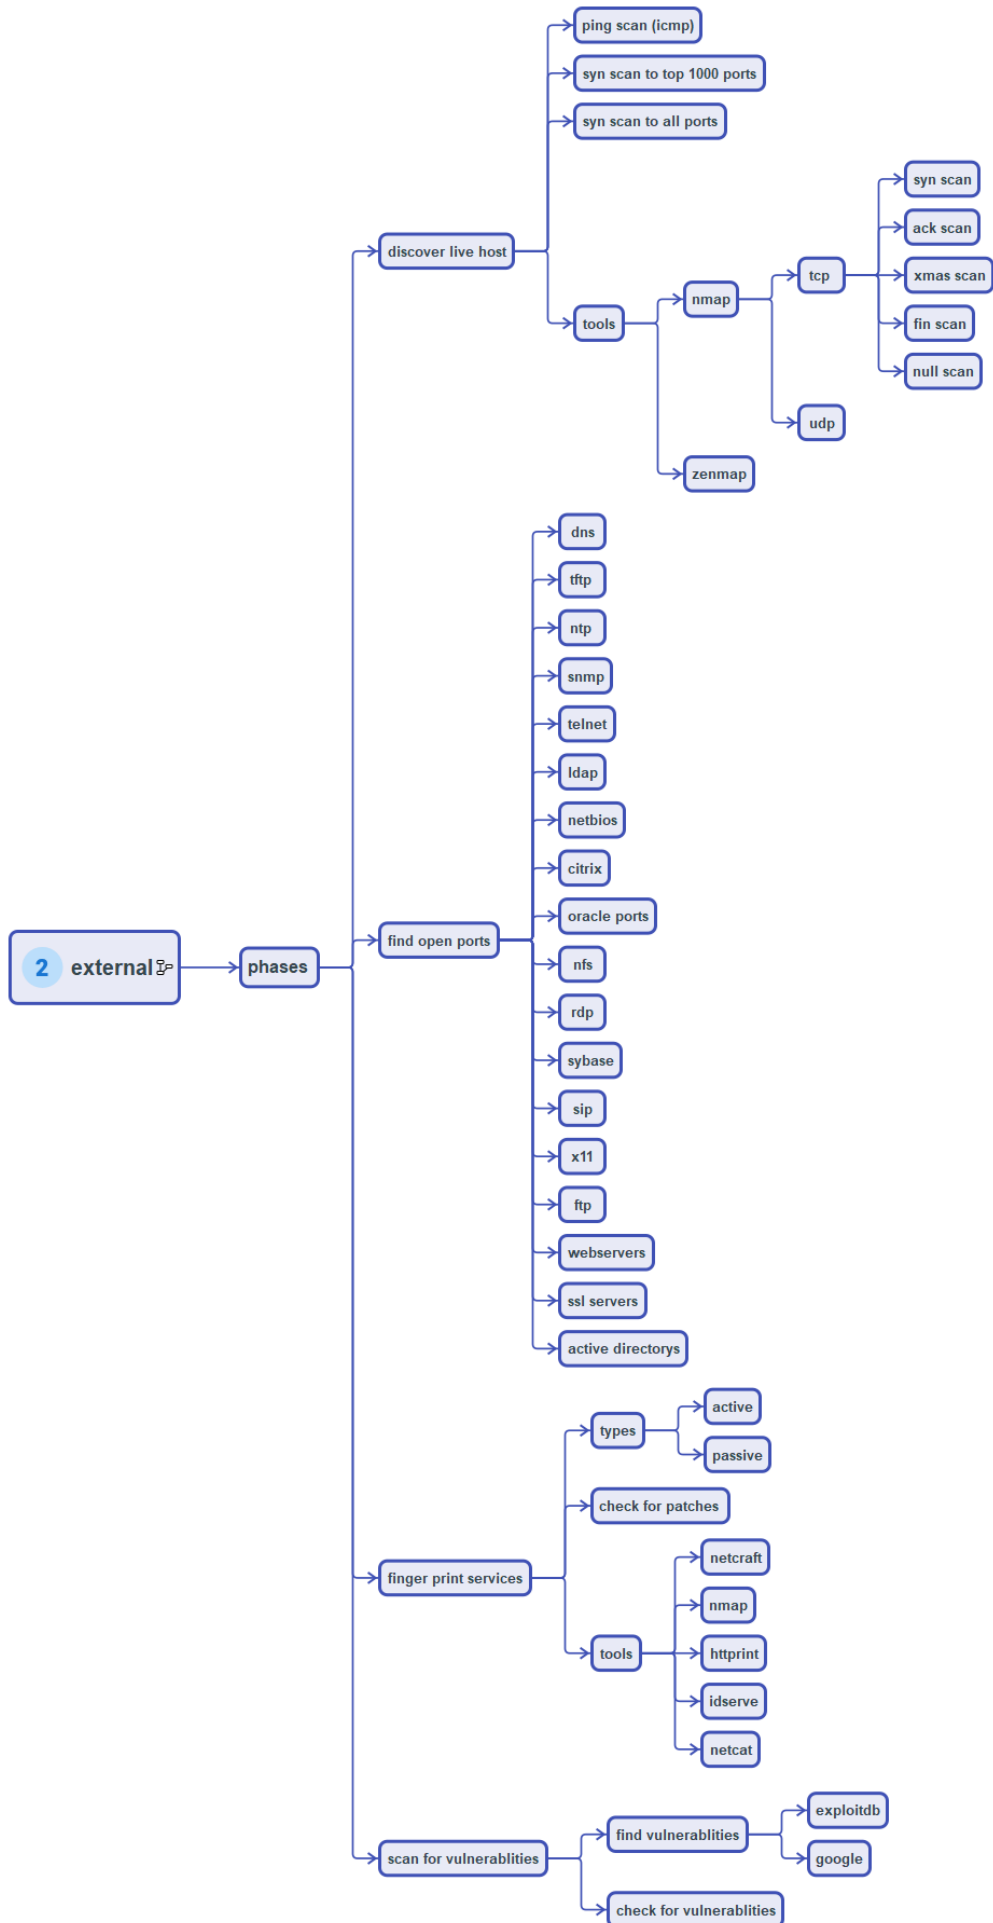 ping scan (icmp)
syn scan to top 1000 ports
syn scan to all ports
syn scan
ack scan
discover live host
tcp
xmas scan
nmap
tools
fin scan
null scan
udp
zenmap
dns
tftp
ntp
snmp
telnet
ldap
netbios
citrix
oracle ports
find open ports
2 external
phases
nfs
rdp
sybase
sip
x11
ftp
webservers
ssl servers
active directorys
types
active
passive
check for patches
finger print services
netcraft
nmap
tools
httprint
idserve
netcat
scan for vulnerablities
find vulnerablities
exploitdb
google
check for vulnerablities